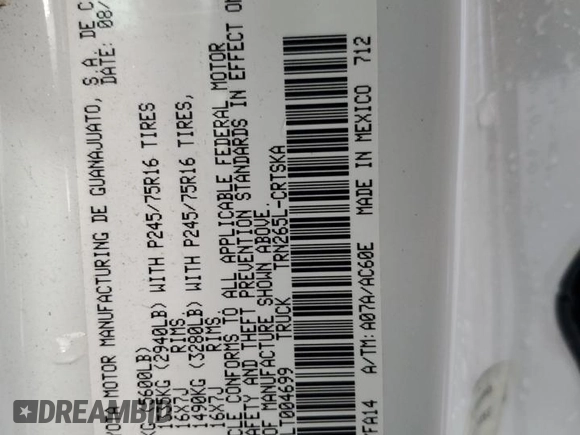 MOTOR MANUFACTURING DE GUANAJUATO, S.A. DE C
DATE: 08/
(5600LB)
(2940LB) WITH P245/75R16 TIRES
16X7J RIMS
1490KG (3280LB) WITH P245/75R16 TIRES,
16X7J RIMS.
CONFORMS TO ALL APPLICABLE FEDERAL MOTOR
AND THEFT PREVENTION STANDARDS IN EFFECT ON
OF MANUFACTURE SHOWN ABOVE.
LT004699 TRUCK TRN265L-CRTSKA
FA14 A/TM: A07A/AC60E MADE IN MEXICO 712
DREAMBID